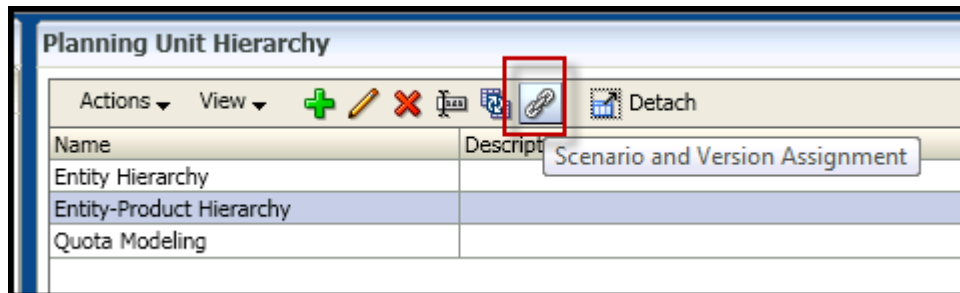 Planning Unit Hierarchy
Actions View Detach
Name Descript
Scenario and Version Assignment
Entity Hierarchy
Entity-Product Hierarchy
Quota Modeling